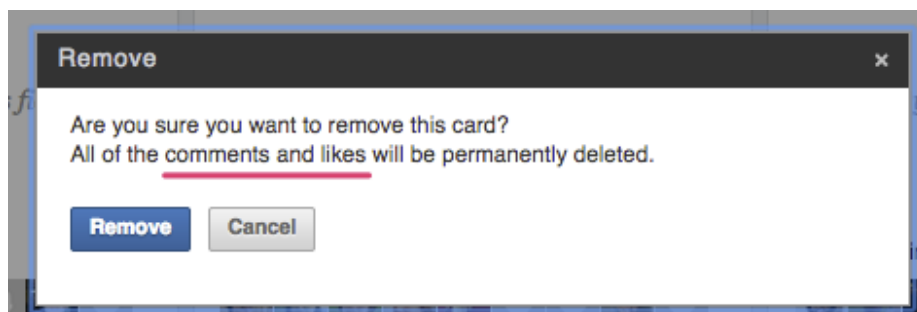 Remove
×
Are you sure you want to remove this card?
All of the comments and likes will be permanently deleted.
Remove
Cancel